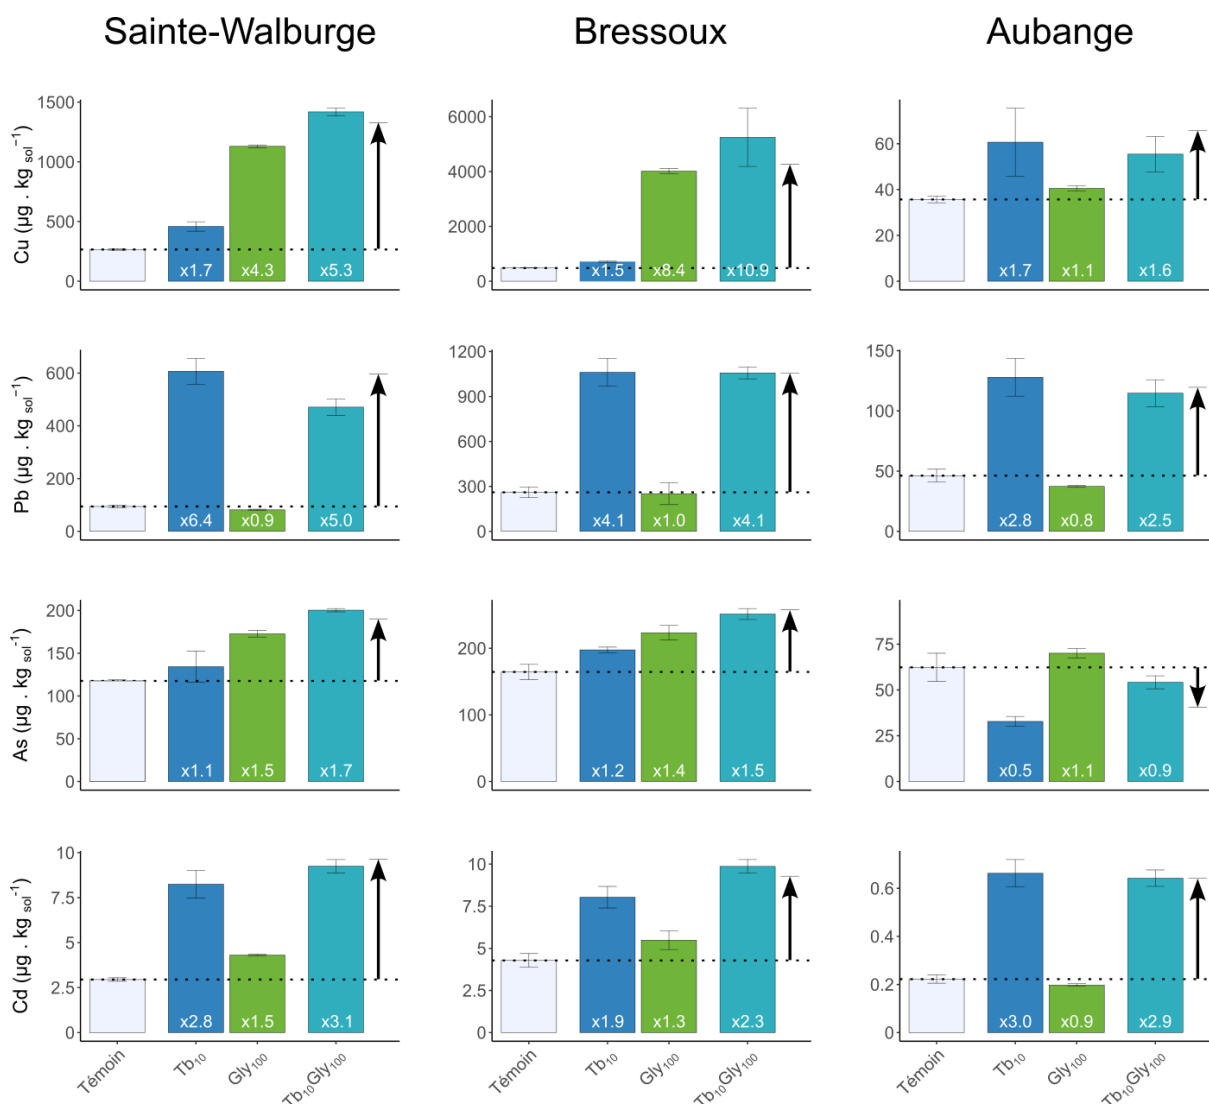 Sainte-Walburge Bressoux Aubange
Cu (µg . kg sol⁻¹)
1500
1000
500
0
x1.7 x4.3 x5.3
6000
4000
2000
0
x1.5 x8.4 x10.9
60
40
20
0
x1.7 x1.1 x1.6
Pb (µg . kg sol⁻¹)
600
400
200
0
x6.4 x0.9 x5.0
1200
900
600
300
0
x4.1 x1.0 x4.1
150
100
50
0
x2.8 x0.8 x2.5
As (µg . kg sol⁻¹)
200
150
100
50
0
x1.1 x1.5 x1.7
200
100
0
x1.2 x1.4 x1.5
75
50
25
0
x0.5 x1.1 x0.9
Cd (µg . kg sol⁻¹)
10
7.5
5
2.5
0
x2.8 x1.5 x3.1
10
7.5
5
2.5
0
x1.9 x1.3 x2.3
0.6
0.4
0.2
0
x3.0 x0.9 x2.9
Témoin Tb₁₀ Gly₁₀₀ Tb₁₀Gly₁₀₀
Témoin Tb₁₀ Gly₁₀₀ Tb₁₀Gly₁₀₀
Témoin Tb₁₀ Gly₁₀₀ Tb₁₀Gly₁₀₀